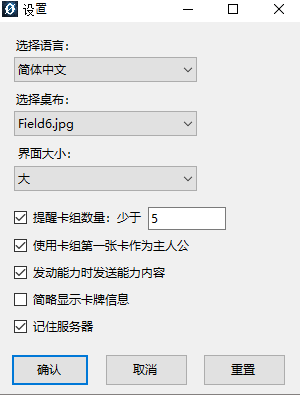 设置
选择语言：
简体中文
选择桌布：
Field6.jpg
界面大小：
大
提醒卡组数量：少于 5
使用卡组第一张卡作为主人公
发动能力时发送能力内容
简略显示卡牌信息
记住服务器
确认 取消 重置